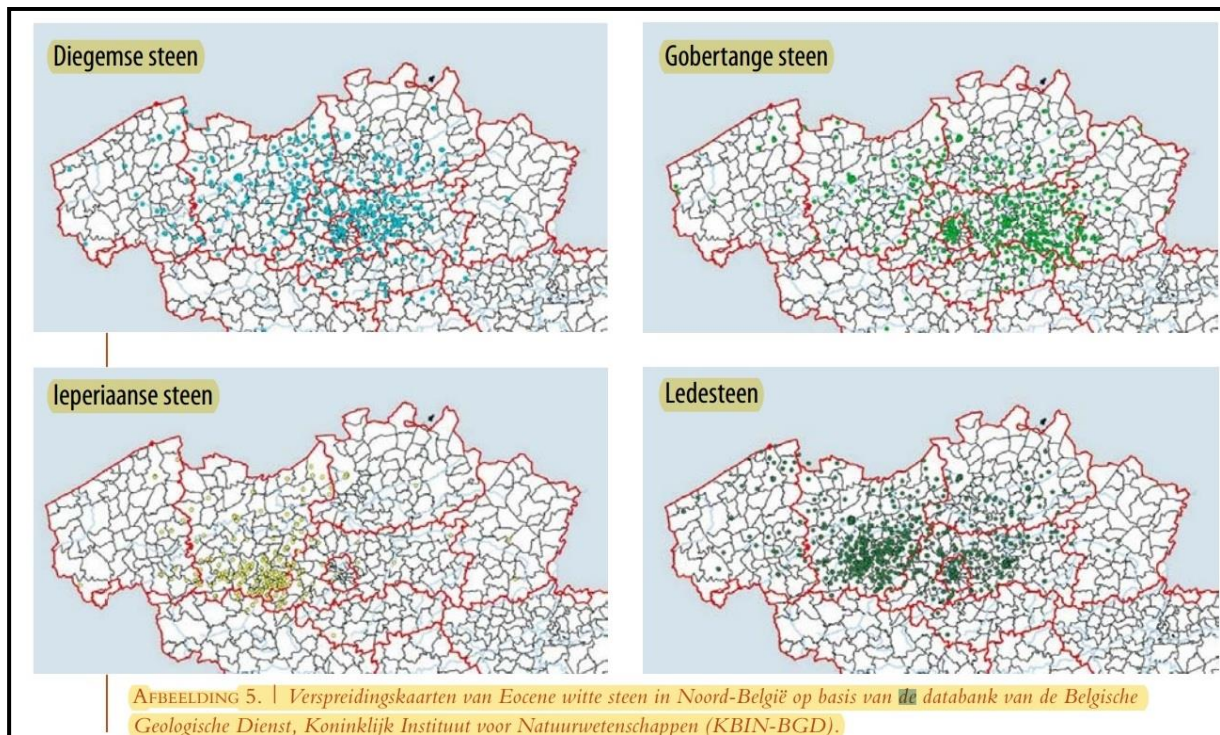 Diegemse steen
Gobertange steen
Ieperiaanse steen
Ledesteen
AFBEELDING 5. | Verspreidingskaarten van Eocene witte steen in Noord-België op basis van de databank van de Belgische
Geologische Dienst, Koninklijk Instituut voor Natuurwetenschappen (KBIN-BGD).